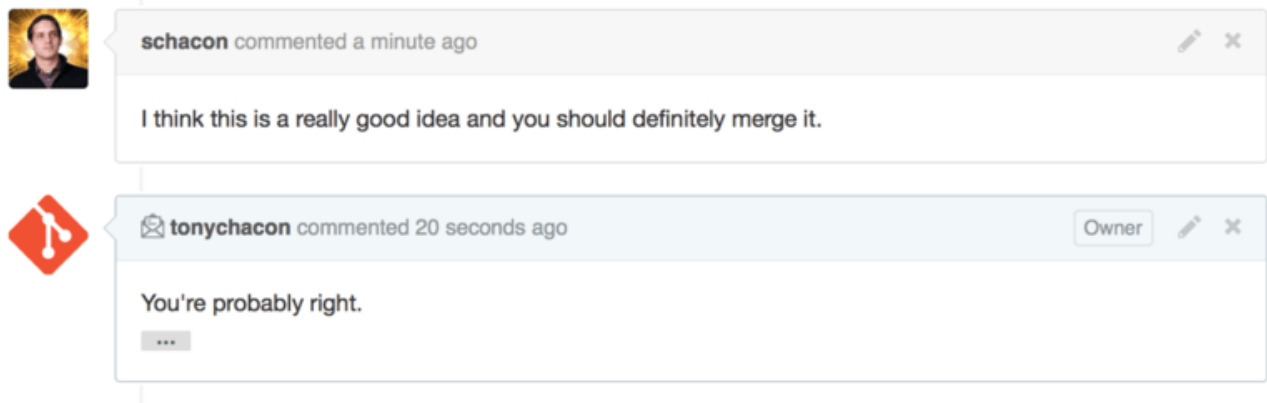 schacon commented a minute ago
I think this is a really good idea and you should definitely merge it.
tonychacon commented 20 seconds ago Owner
You're probably right.
...